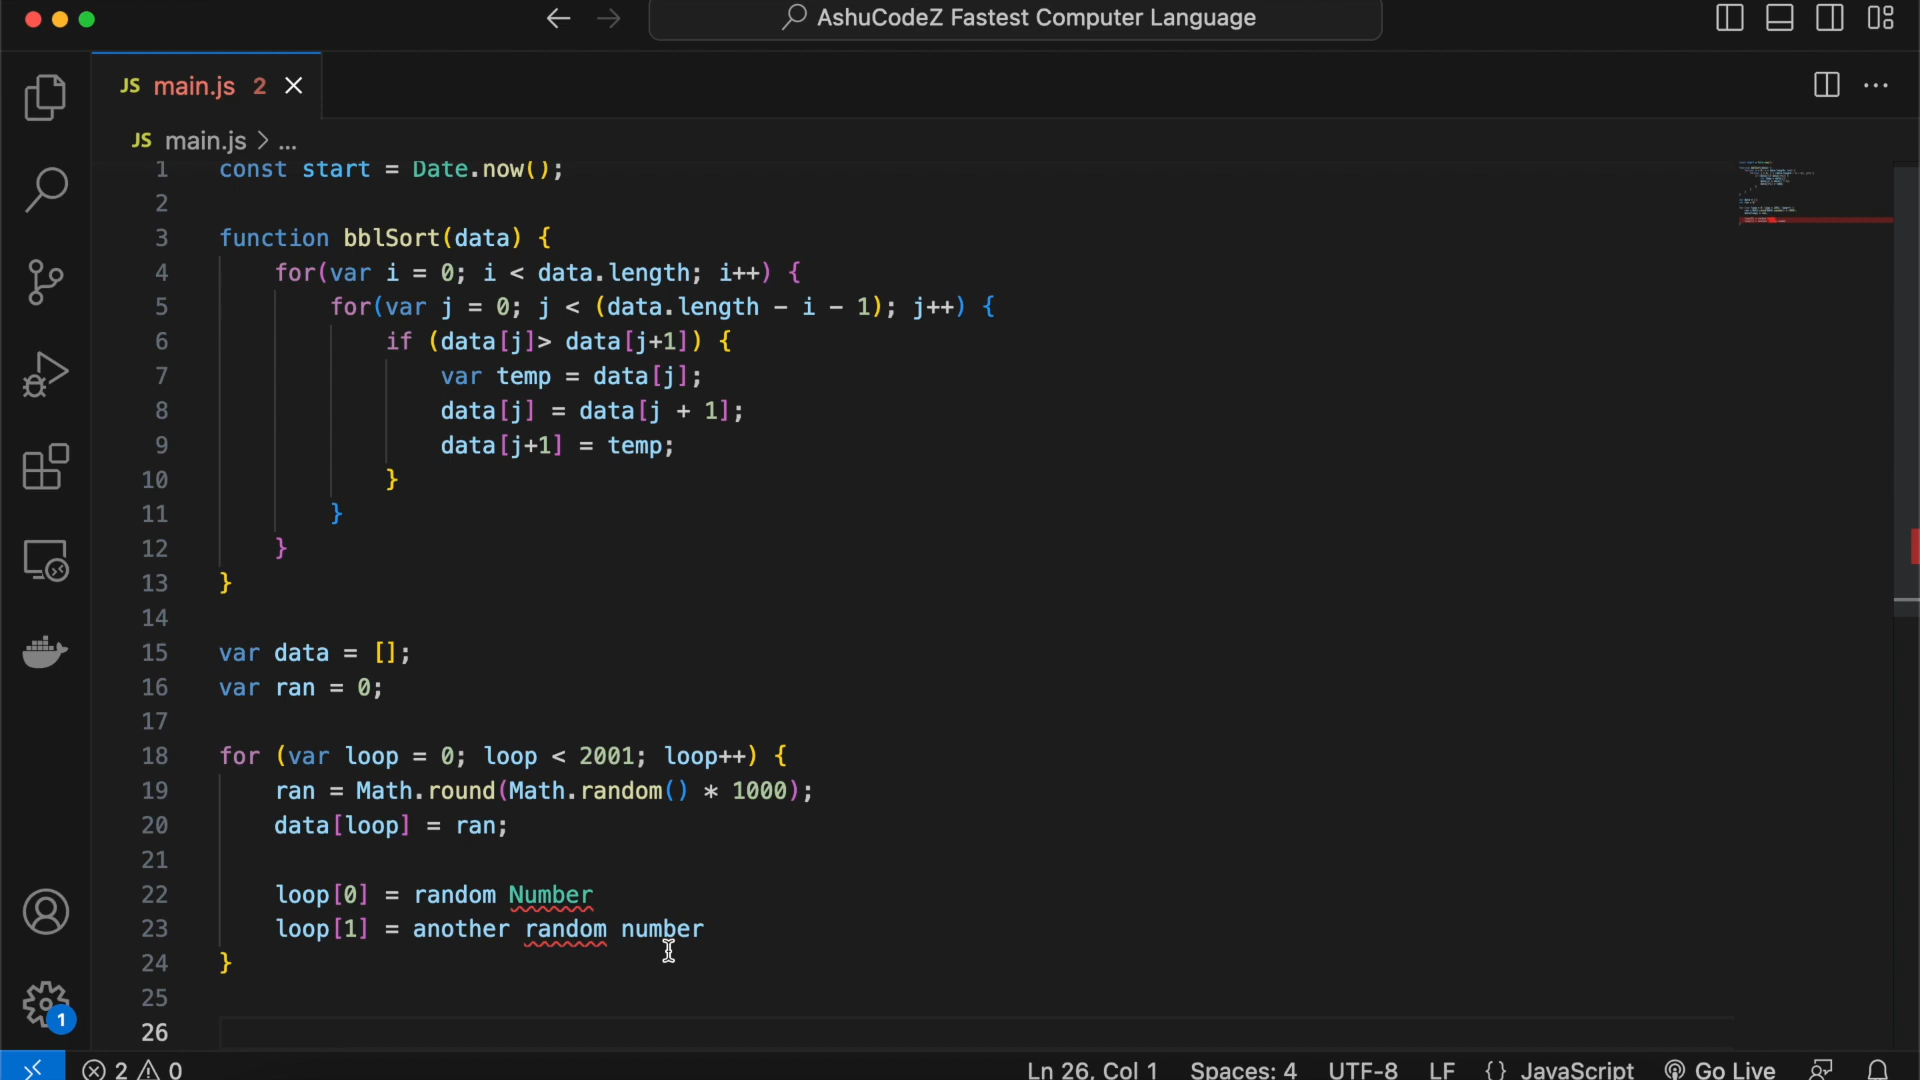 AshuCodeZ Fastest Computer Language
JS main.js 2
JS main.js > ...
1 const start = Date.now();
2
3 function bblSort(data) {
4 for(var i = 0; i < data.length; i++) {
5 for(var j = 0; j < (data.length - i - 1); j++) {
6 if (data[j]> data[j+1]) {
7 var temp = data[j];
8 data[j] = data[j + 1];
9 data[j+1] = temp;
10 }
11 }
12 }
13 }
14
15 var data = [];
16 var ran = 0;
17
18 for (var loop = 0; loop < 2001; loop++) {
19 ran = Math.round(Math.random() * 1000);
20 data[loop] = ran;
21
22 loop[0] = random Number
23 loop[1] = another random number
24 }
25
26
1
2 0 Ln 26, Col 1 Spaces: 4 UTF-8 LF {} JavaScript Go Live